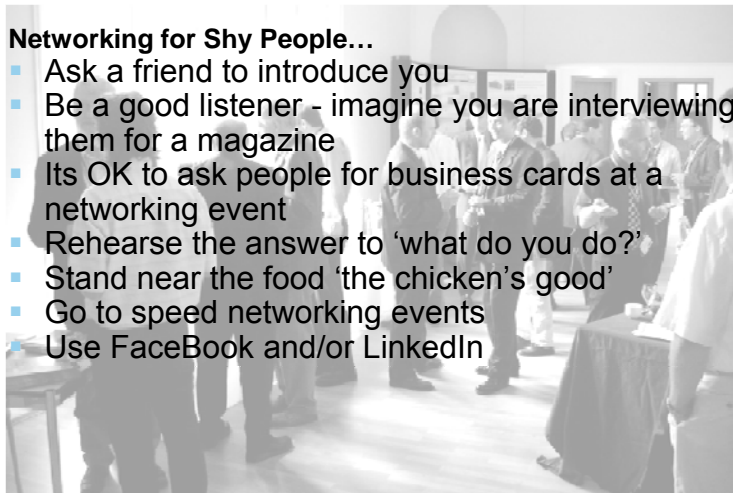 Networking for Shy People…
▪ Ask a friend to introduce you
▪ Be a good listener - imagine you are interviewing
them for a magazine
▪ Its OK to ask people for business cards at a
networking event
▪ Rehearse the answer to ‘what do you do?’
▪ Stand near the food ‘the chicken’s good’
▪ Go to speed networking events
▪ Use FaceBook and/or LinkedIn